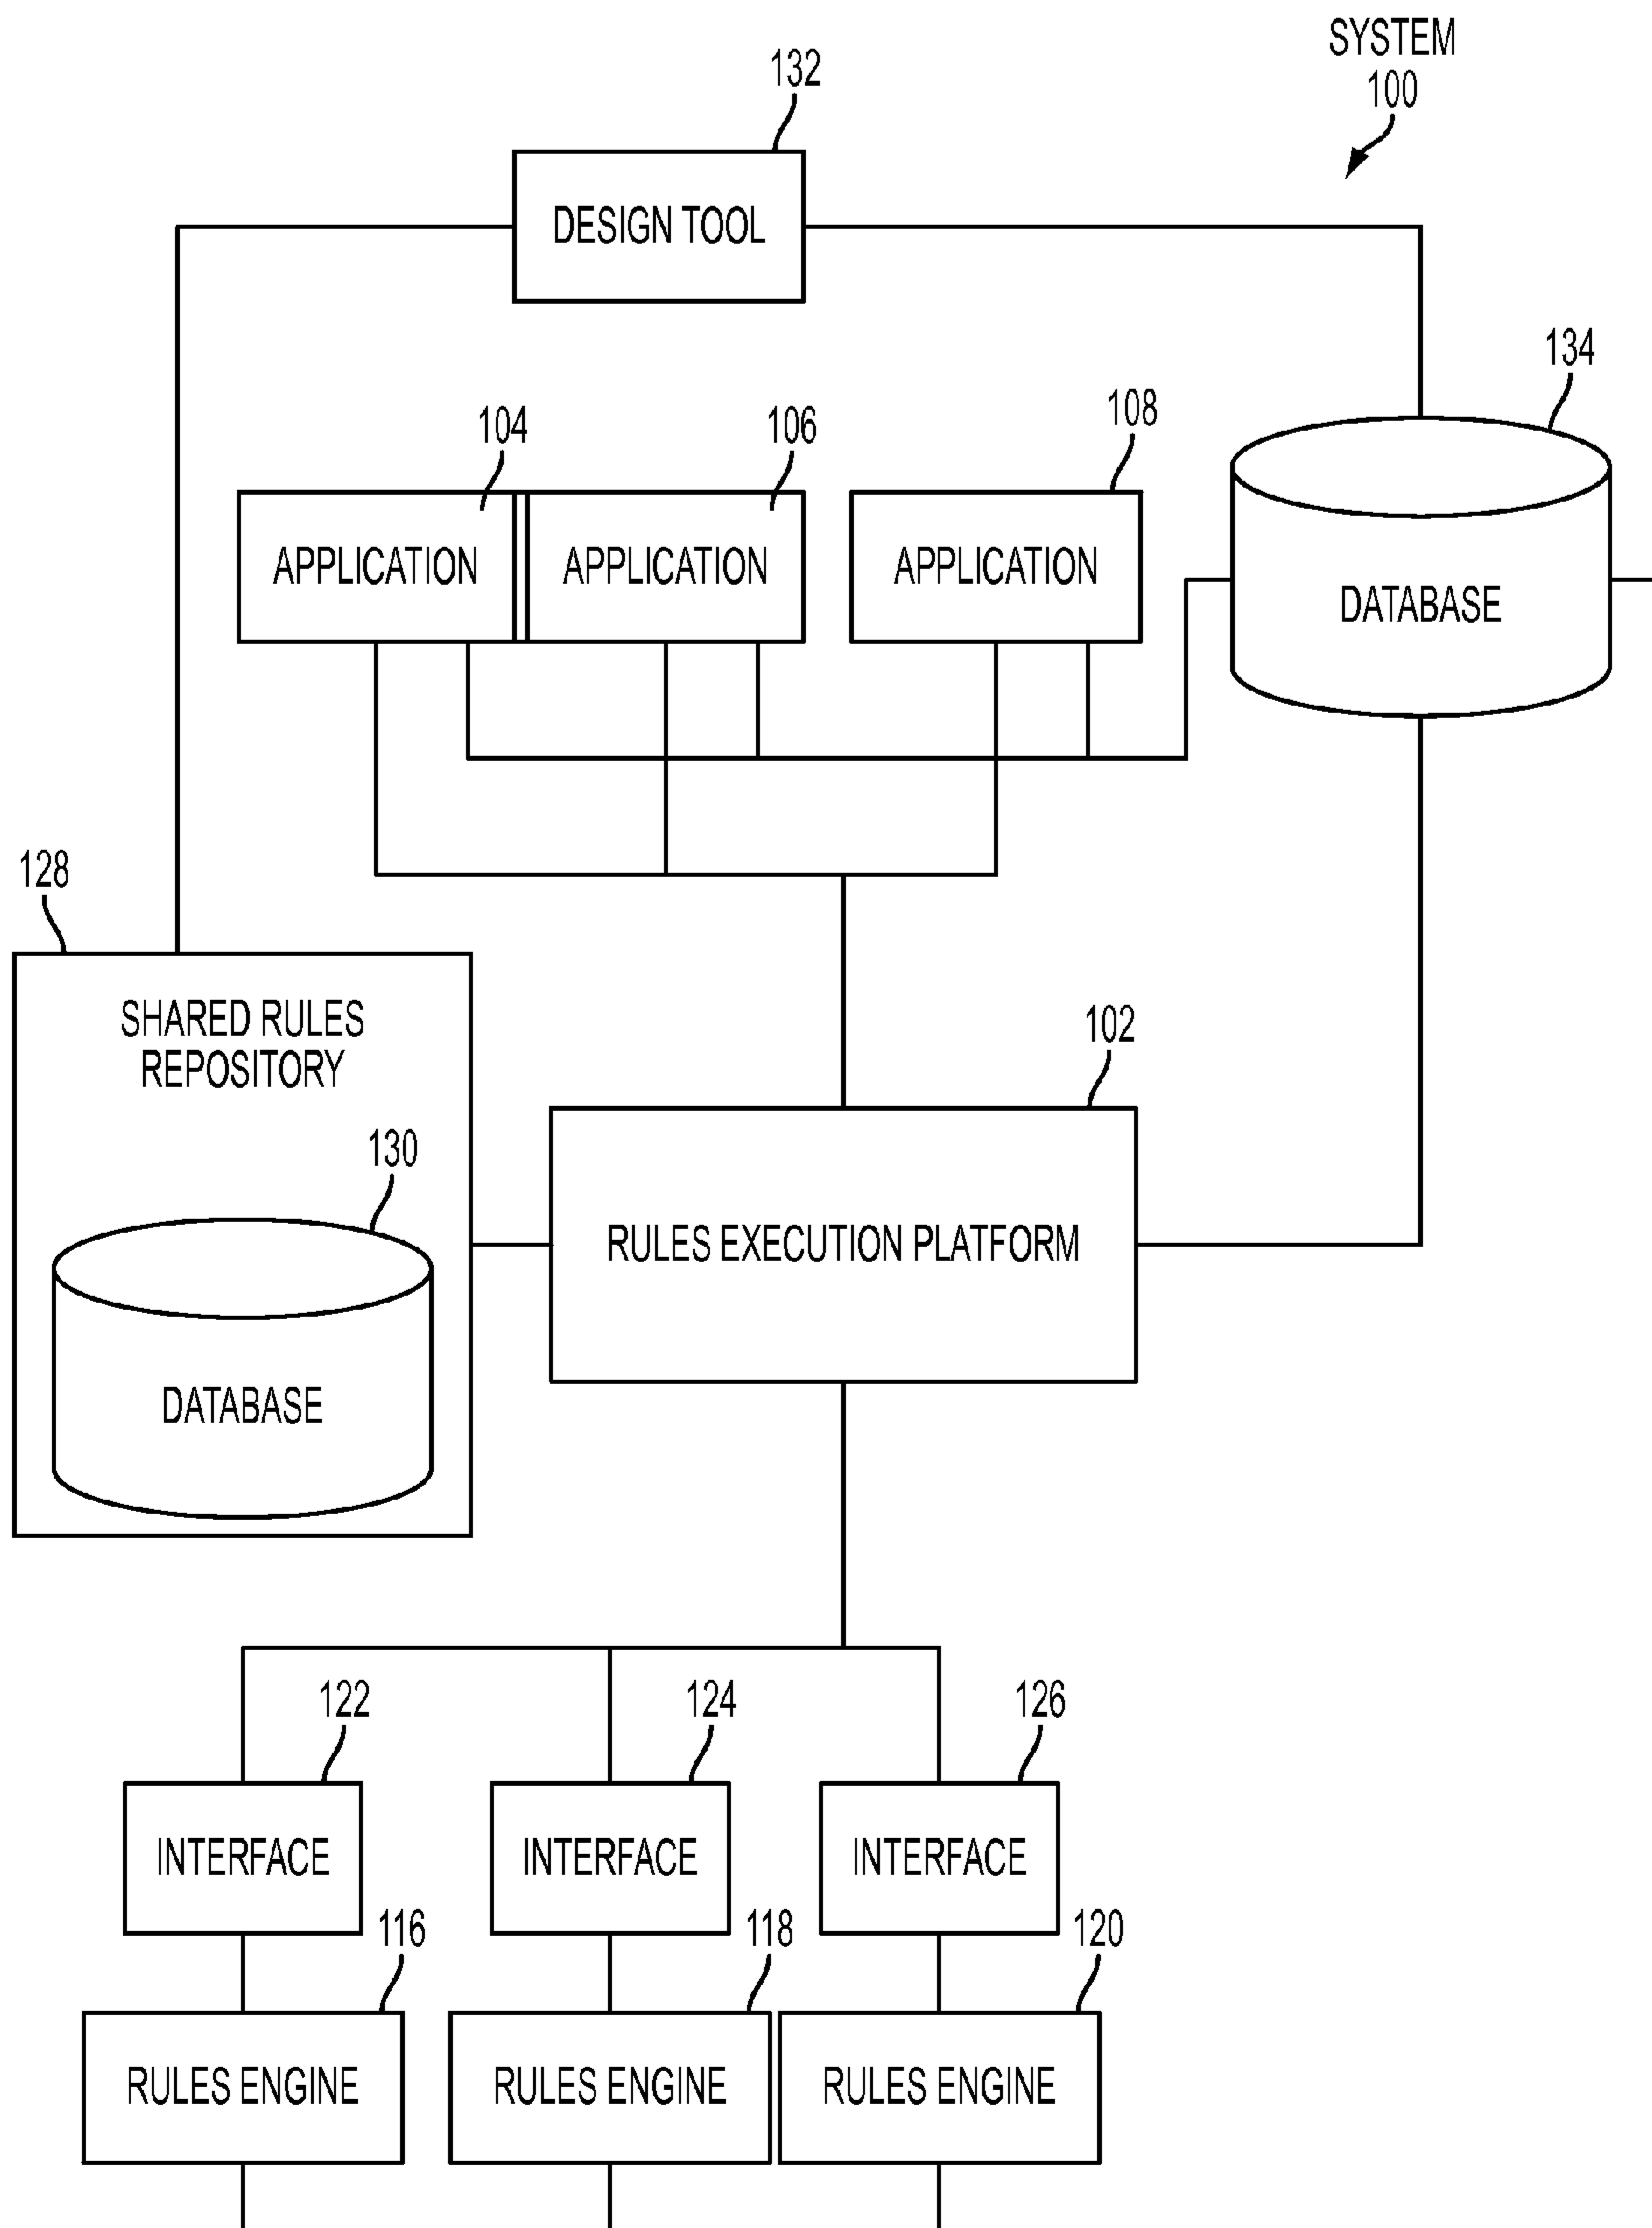 SYSTEM
100
132
DESIGN TOOL
134
104
106
108
APPLICATION
APPLICATION
APPLICATION
DATABASE
128
SHARED RULES
REPOSITORY
102
130
RULES EXECUTION PLATFORM
DATABASE
122
124
126
INTERFACE
INTERFACE
INTERFACE
116
118
120
RULES ENGINE
RULES ENGINE
RULES ENGINE